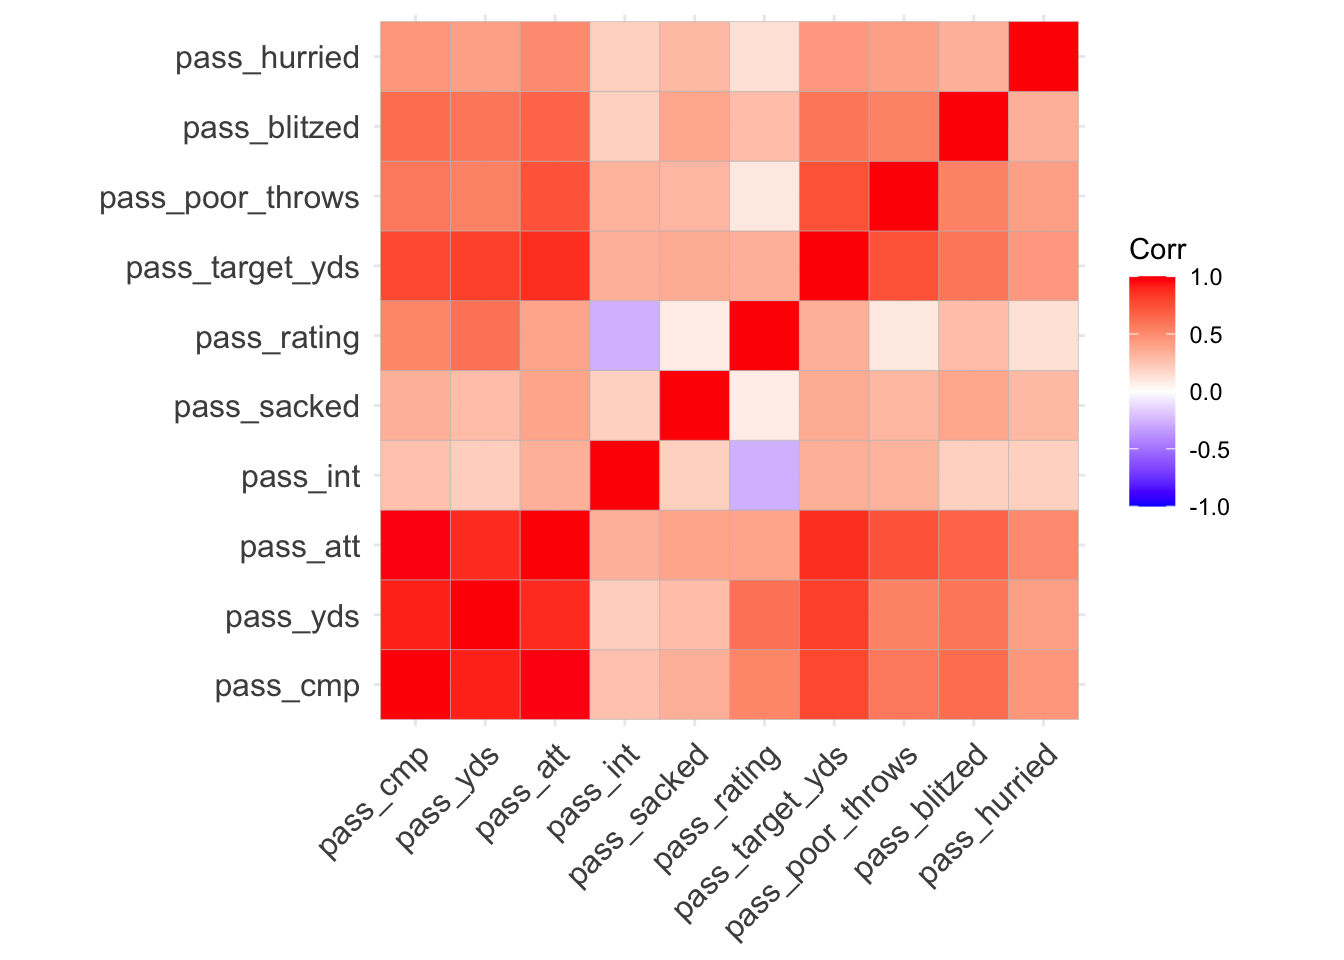 pass_hurried
pass_blitzed
pass_poor_throws
pass_target_yds
pass_rating
pass_sacked
pass_int
pass_att
pass_yds
pass_cmp
pass_cmp
pass_yds
pass_att
pass_int
pass_sacked
pass_rating
pass_target_yds
pass_poor_throws
pass_blitzed
pass_hurried
Corr
1.0
0.5
0.0
-0.5
-1.0